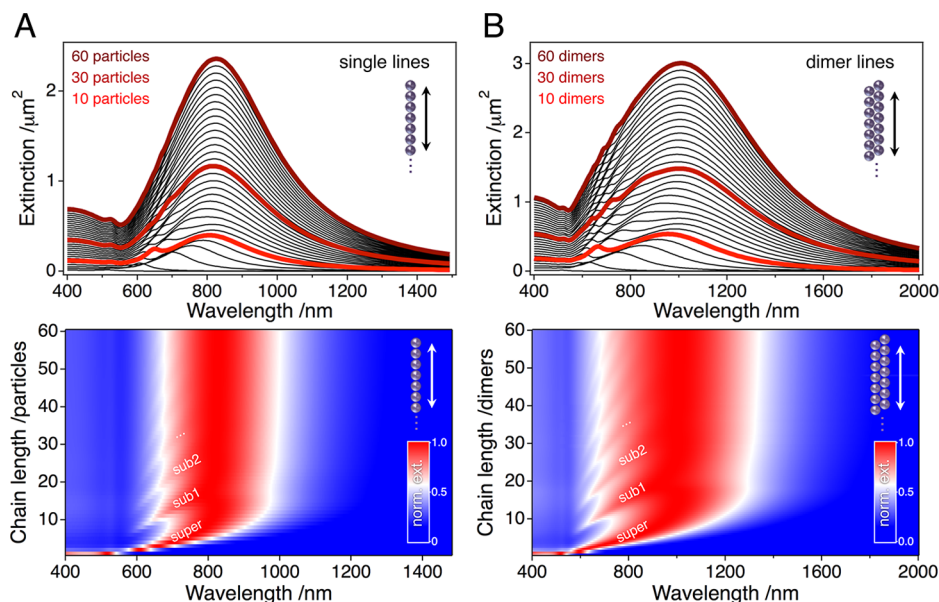 A
60 particles
30 particles
10 particles
single lines
Extinction /µm²
2
1
0
400
600
800
1000
1200
1400
Wavelength /nm
B
60 dimers
30 dimers
10 dimers
dimer lines
Extinction /µm²
3
2
1
0
400
800
1200
1600
2000
Wavelength /nm
Chain length /particles
60
50
40
30
20
10
...
sub2
sub1
super
norm. ext.
1.0
0.5
0
400
600
800
1000
1200
1400
Wavelength /nm
Chain length /dimers
60
50
40
30
20
10
...
sub2
sub1
super
norm. ext.
1.0
0.5
0
400
800
1200
1600
2000
Wavelength /nm